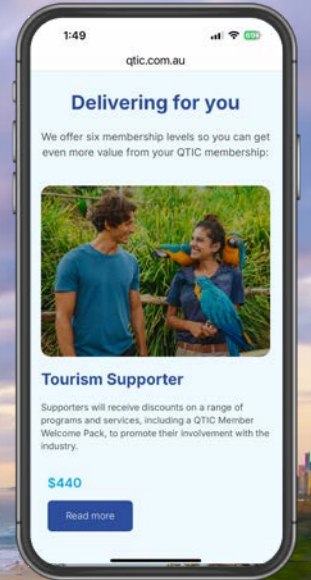 1:49
69
qtic.com.au
Delivering for you
We offer six membership levels so you can get
even more value from your QTIC membership:
Tourism Supporter
Supporters will receive discounts on a range of
programs and services, including a QTIC Member
Welcome Pack, to promote their involvement with the
industry.
$440
Read more